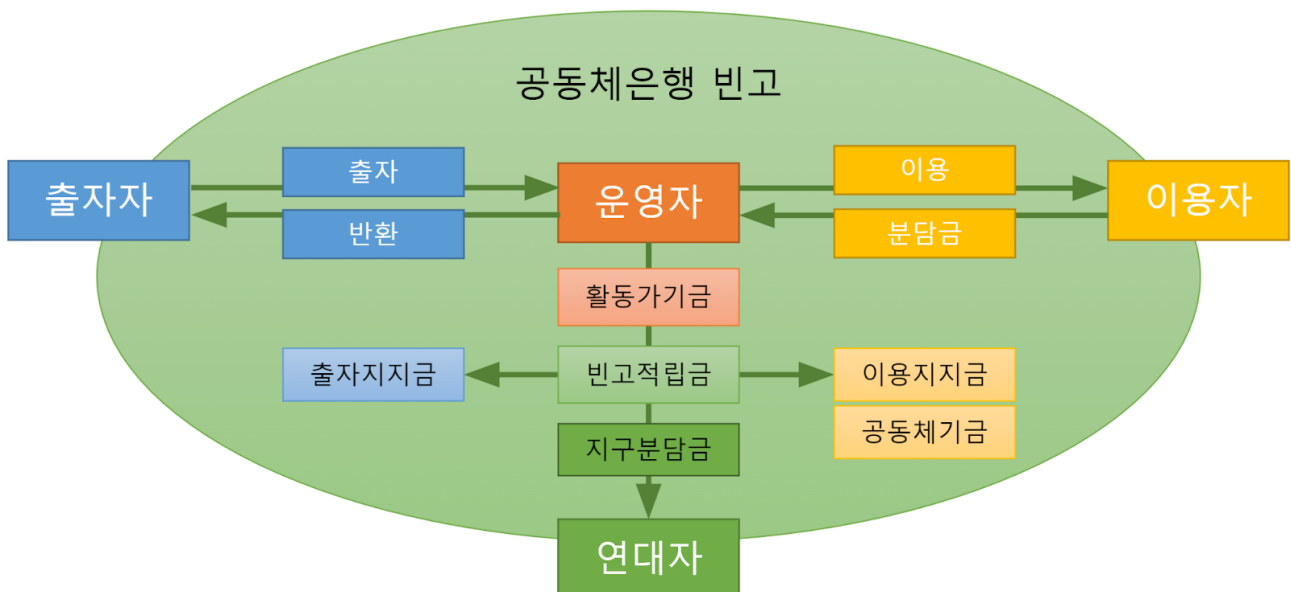 공동체은행 빈고
출자자
출자
운영자
이용
이용자
반환
분담금
활동가기금
출자지지금
빈고적립금
이용지지금
공동체기금
지구분담금
연대자